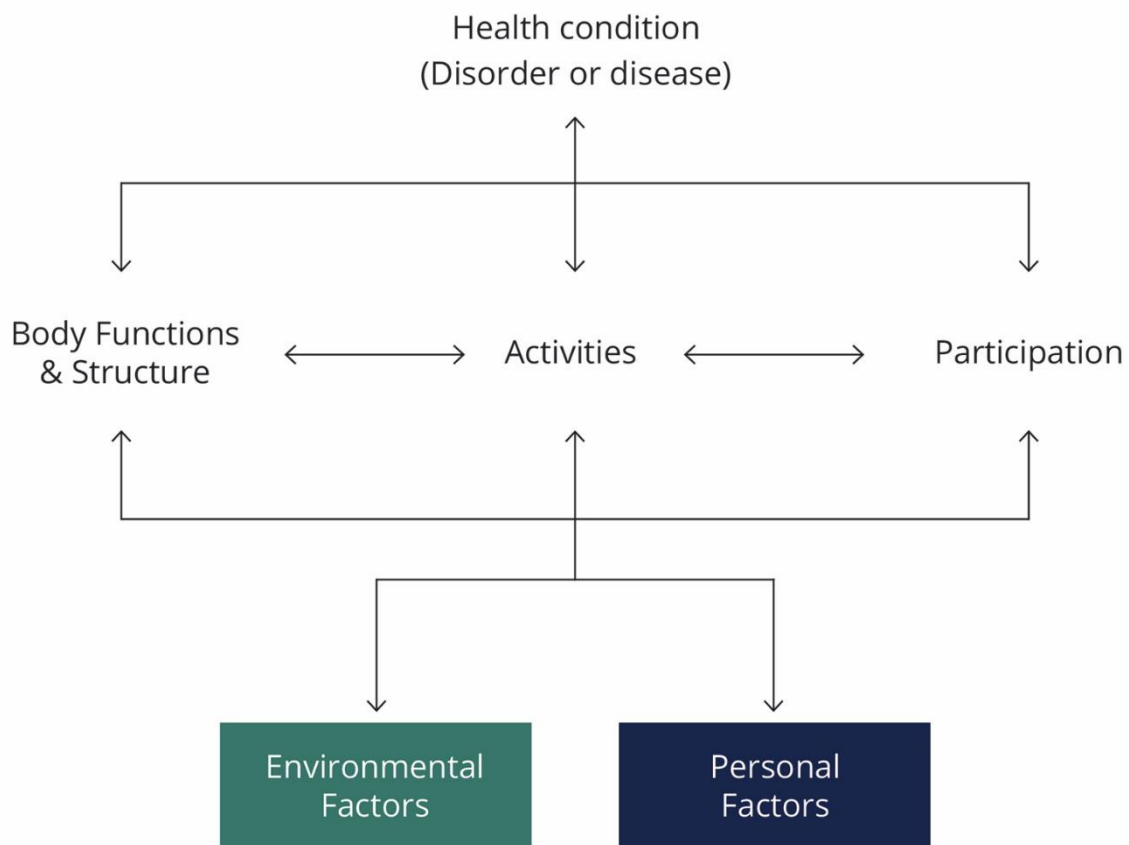 Health condition
(Disorder or disease)
Body Functions
& Structure
Activities
Participation
Environmental
Factors
Personal
Factors